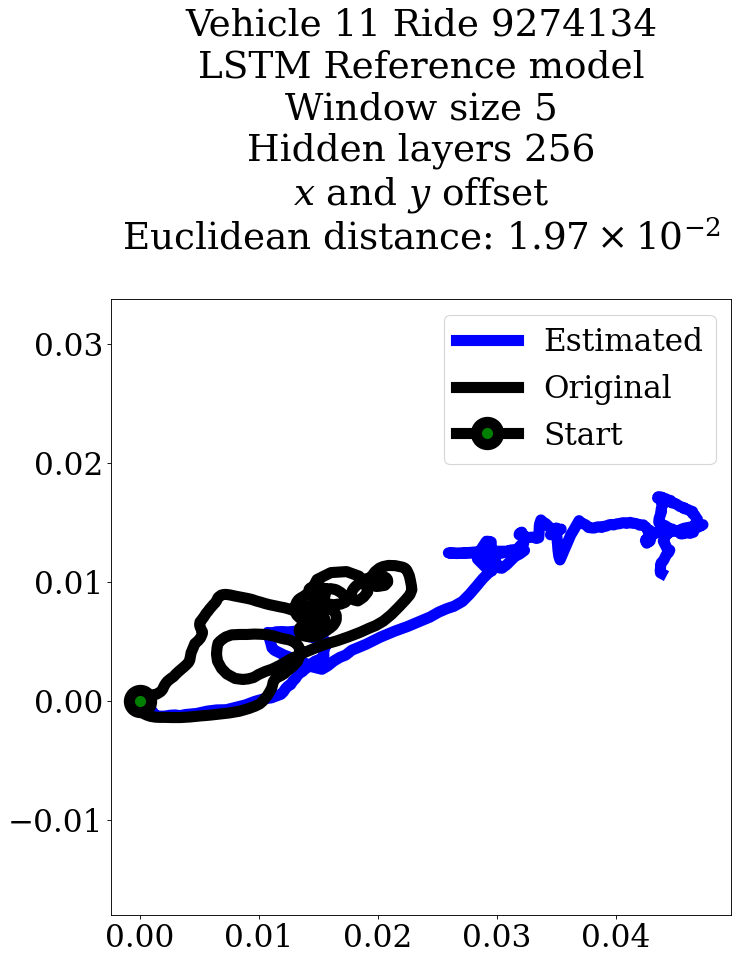 Vehicle 11 Ride 9274134
LSTM Reference model
Window size 5
Hidden layers 256
x and y offset
Euclidean distance: 1.97 × 10⁻²
Estimated
Original
Start
0.03
0.02
0.01
0.00
−0.01
0.00 0.01 0.02 0.03 0.04